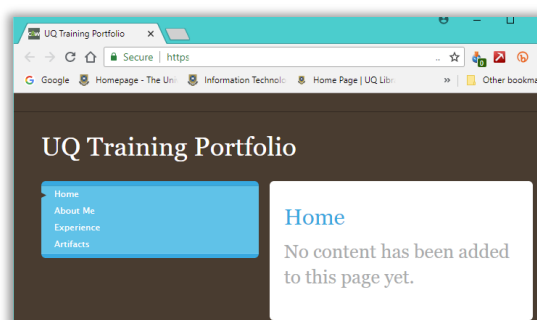 UQ Training Portfolio
Secure https
Google Homepage - The Uni Information Technolo Home Page | UQ Libr » Other bookma
UQ Training Portfolio
Home
About Me
Experience
Artifacts
Home
No content has been added
to this page yet.